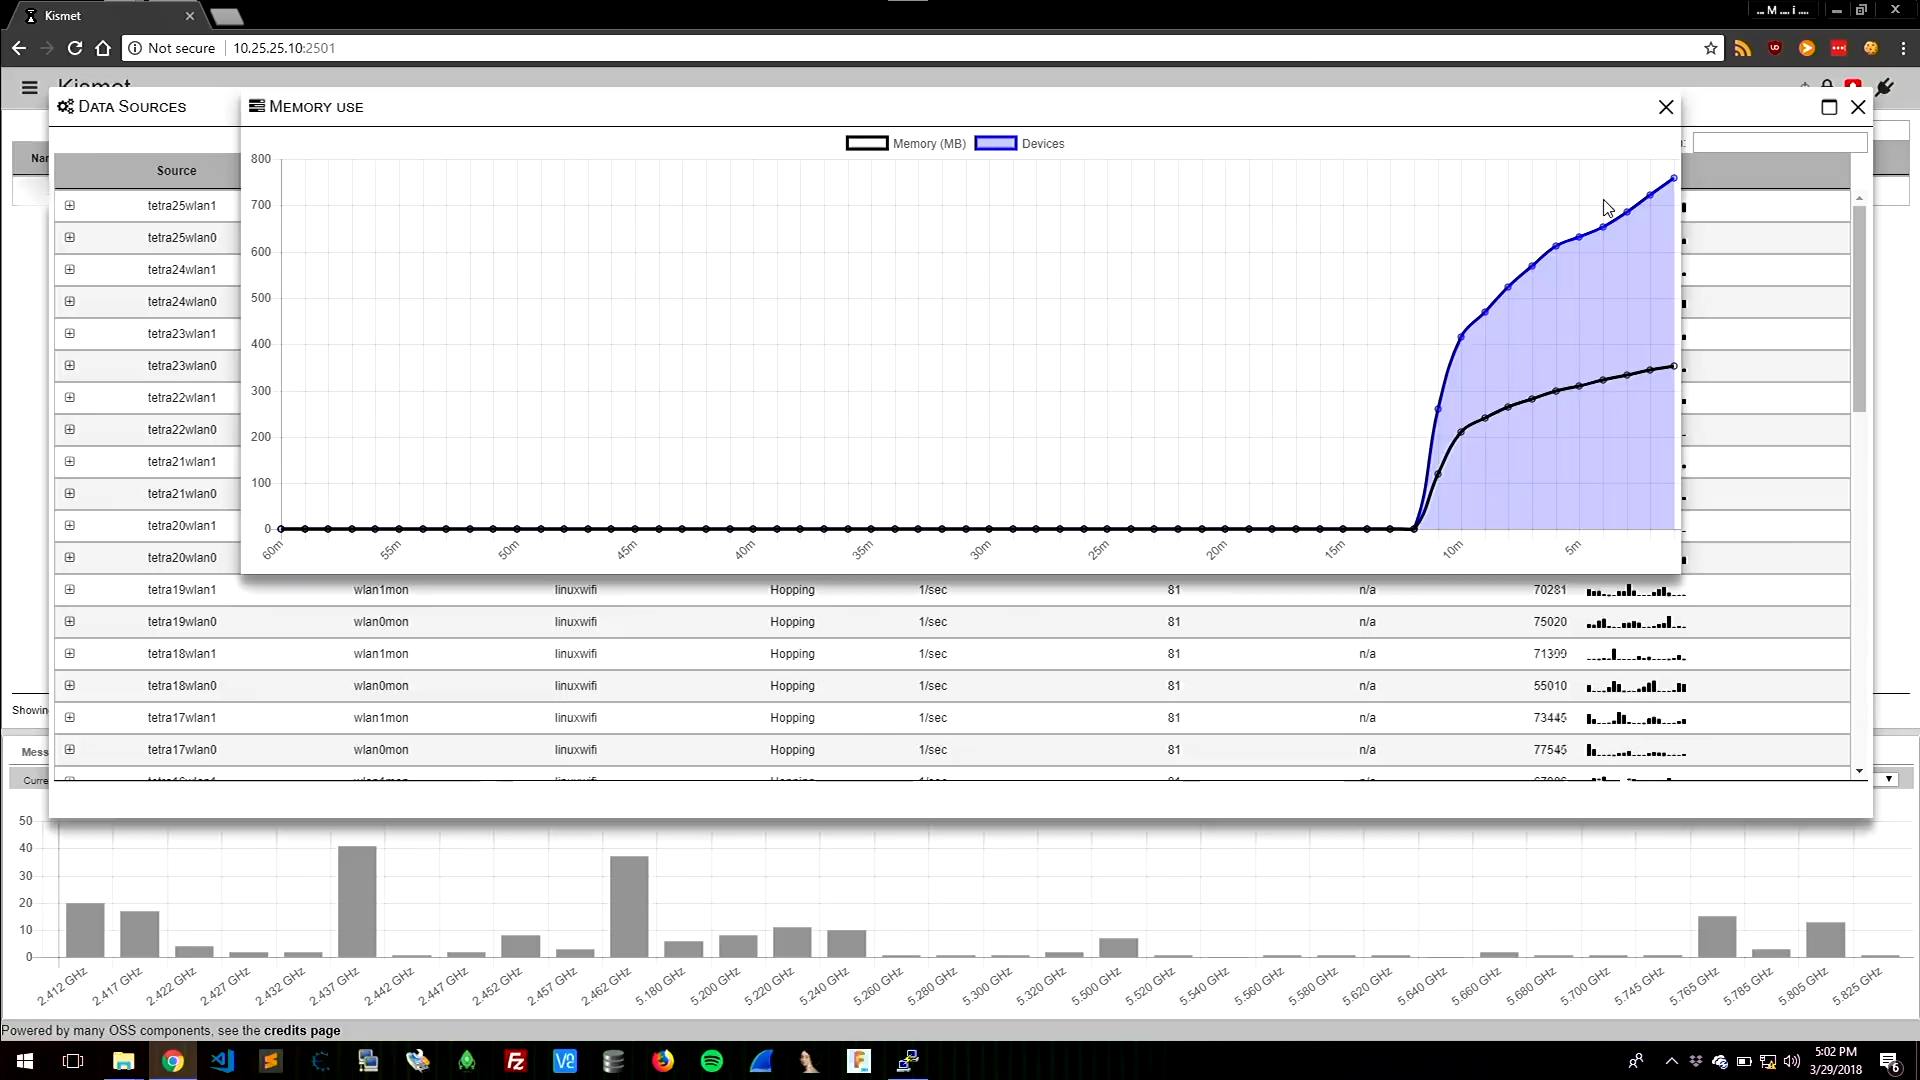 Kismet
... M ... i ....
Not secure 10.25.25.10:2501
Kismet
DATA SOURCES
MEMORY USE
Memory (MB) Devices
Nar
Source
800
700
600
500
400
300
200
100
0
60m 55m 50m 45m 40m 35m 30m 25m 20m 15m 10m 5m
tetra25wlan1
tetra25wlan0
tetra24wlan1
tetra24wlan0
tetra23wlan1
tetra23wlan0
tetra22wlan1
tetra22wlan0
tetra21wlan1
tetra21wlan0
tetra20wlan1
tetra20wlan0
tetra19wlan1 wlan1mon linuxwifi Hopping 1/sec 81 n/a 70281
tetra19wlan0 wlan0mon linuxwifi Hopping 1/sec 81 n/a 75020
tetra18wlan1 wlan1mon linuxwifi Hopping 1/sec 81 n/a 71309
tetra18wlan0 wlan0mon linuxwifi Hopping 1/sec 81 n/a 55010
tetra17wlan1 wlan1mon linuxwifi Hopping 1/sec 81 n/a 73445
tetra17wlan0 wlan0mon linuxwifi Hopping 1/sec 81 n/a 77545
Showin
Mess
Curre
50
40
30
20
10
0
2.412 GHz 2.417 GHz 2.422 GHz 2.427 GHz 2.432 GHz 2.437 GHz 2.442 GHz 2.447 GHz 2.452 GHz 2.457 GHz 2.462 GHz 5.180 GHz 5.200 GHz 5.220 GHz 5.240 GHz 5.260 GHz 5.280 GHz 5.300 GHz 5.320 GHz 5.500 GHz 5.520 GHz 5.540 GHz 5.560 GHz 5.580 GHz 5.620 GHz 5.640 GHz 5.660 GHz 5.680 GHz 5.700 GHz 5.745 GHz 5.765 GHz 5.785 GHz 5.805 GHz 5.825 GHz
Powered by many OSS components, see the credits page
5:02 PM
3/29/2018
6